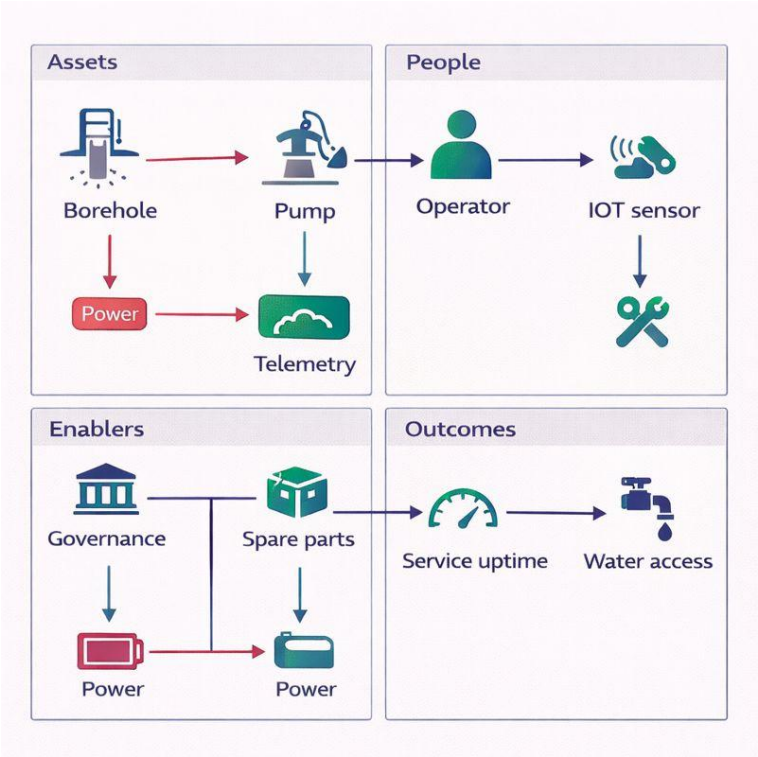 Assets
People
Borehole
Pump
Operator
IOT sensor
Power
Telemetry
Enablers
Outcomes
Governance
Spare parts
Service uptime
Water access
Power
Power